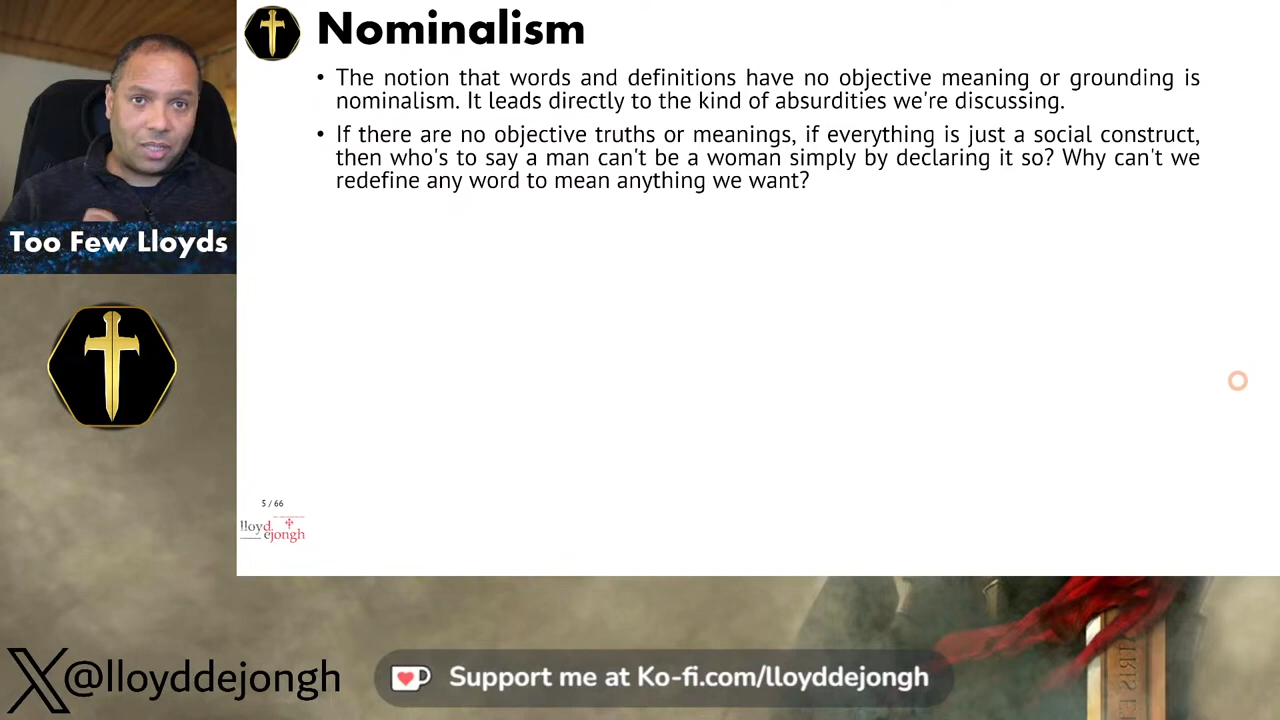 Nominalism
• The notion that words and definitions have no objective meaning or grounding is
nominalism. It leads directly to the kind of absurdities we're discussing.
• If there are no objective truths or meanings, if everything is just a social construct,
then who's to say a man can't be a woman simply by declaring it so? Why can't we
redefine any word to mean anything we want?
Too Few Lloyds
5 / 66
lloyd
ejongh
X@lloyddejongh
Support me at Ko-fi.com/lloyddejongh